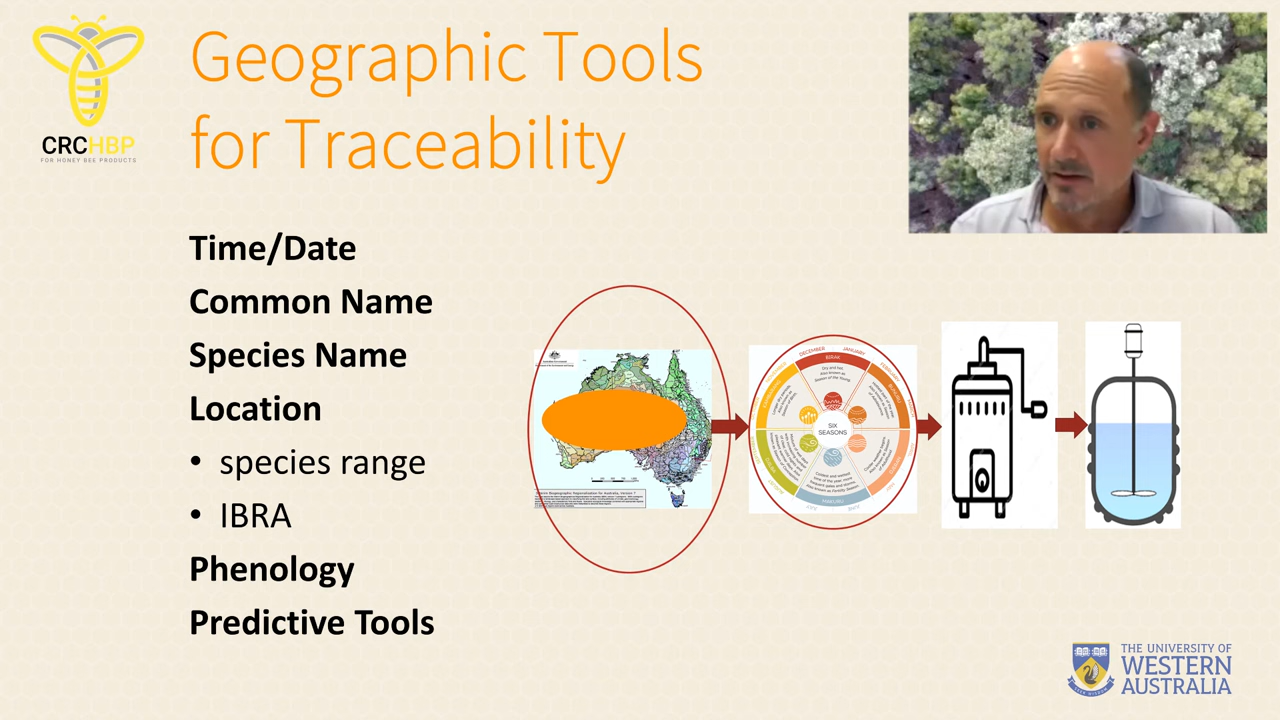 Geographic Tools
for Traceability
CRCHBP
FOR HONEY BEE PRODUCTS
Time/Date
Common Name
Species Name
Location
• species range
• IBRA
Phenology
Predictive Tools
DECEMBER
JANUARY
BIRAK
SIX
SEASONS
THE UNIVERSITY OF
WESTERN
AUSTRALIA